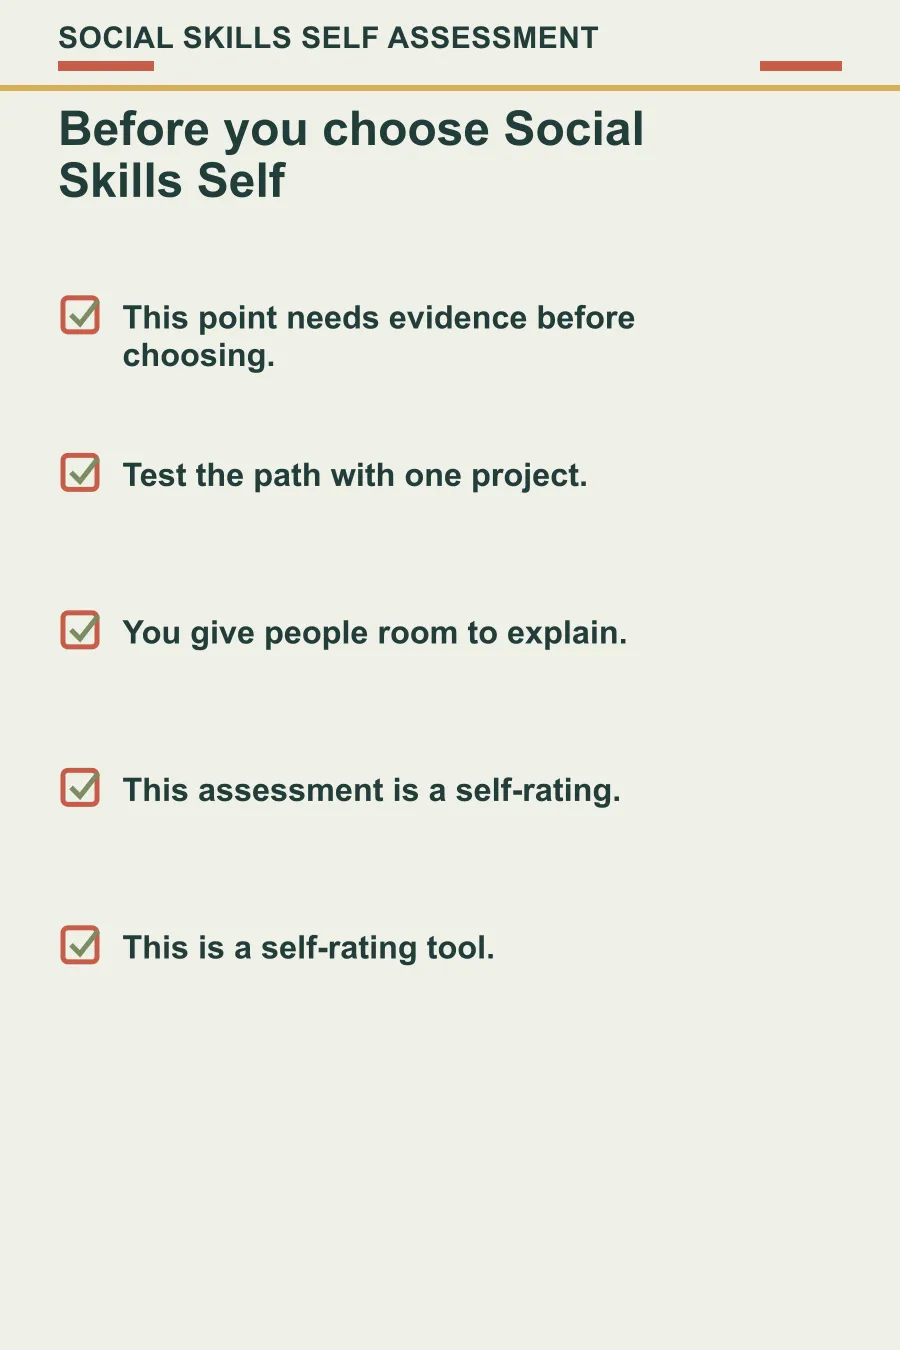 SOCIAL SKILLS SELF ASSESSMENT
Before you choose Social
Skills Self
This point needs evidence before
choosing.
Test the path with one project.
You give people room to explain.
This assessment is a self-rating.
This is a self-rating tool.